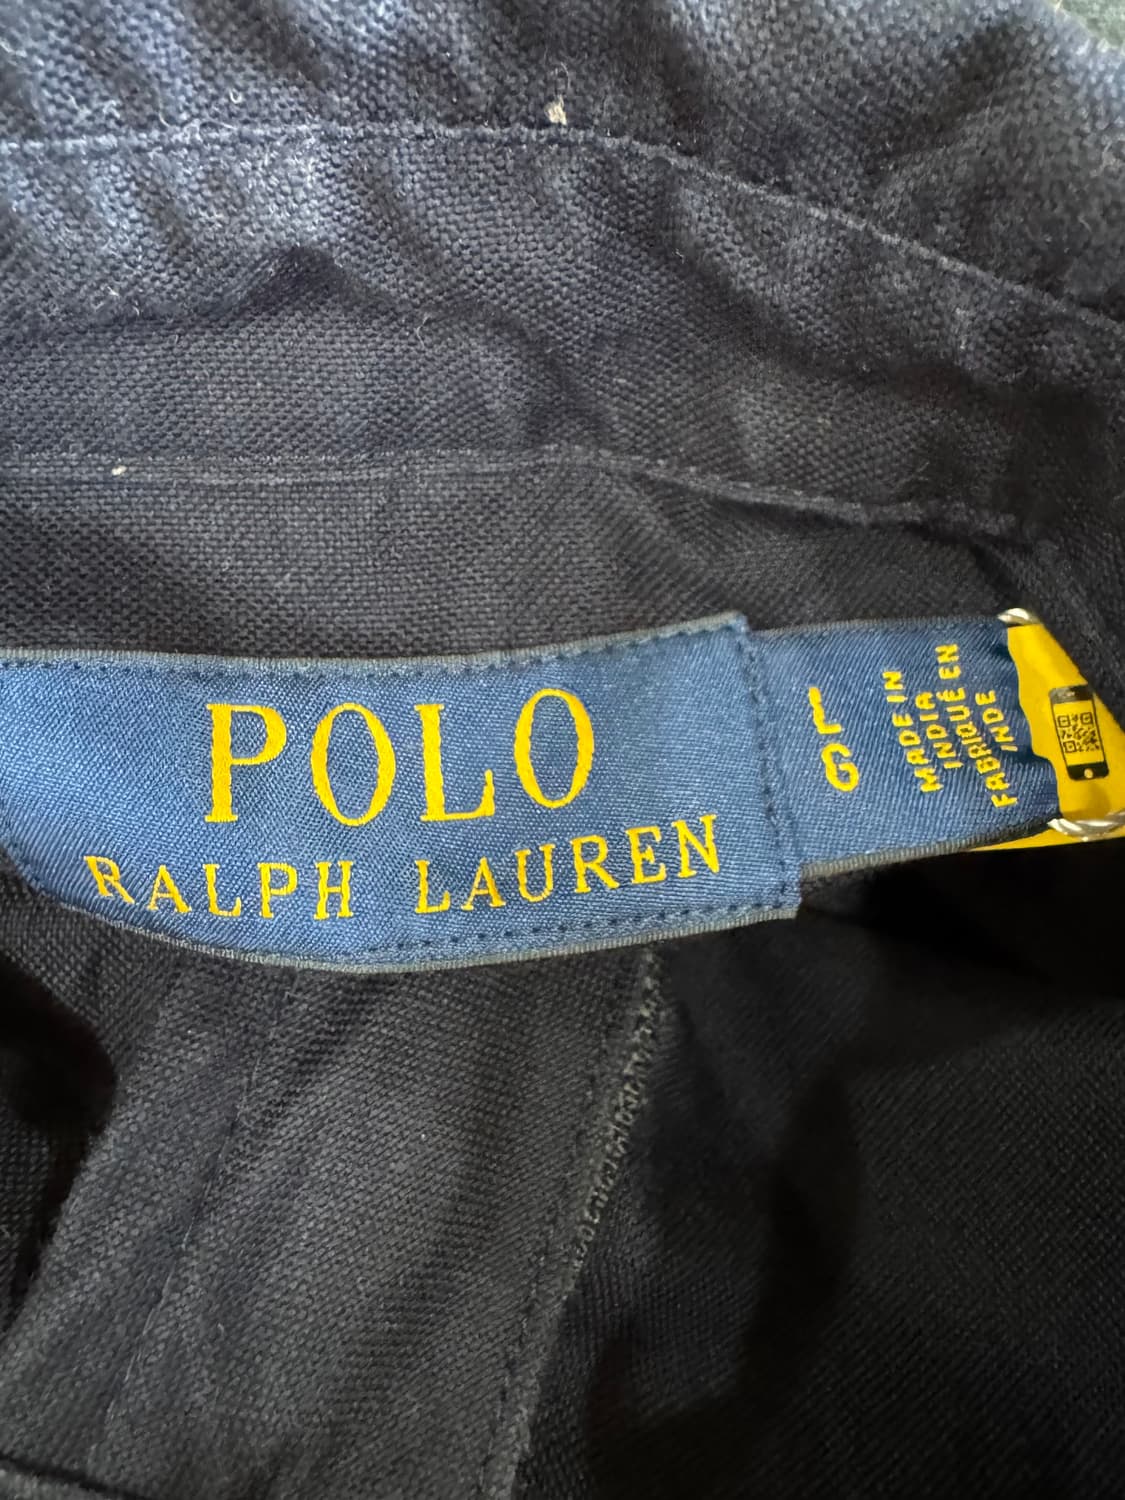 POLO
RALPH LAUREN
L
G
MADE IN
INDIA
FABRIQUÉ EN
INDE